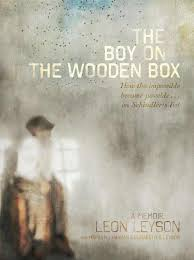 THE
BOY ON
THE WOODEN BOX
How the impossible
became possible . . .
on Schindler's list
A MEMOIR
LEON LEYSON